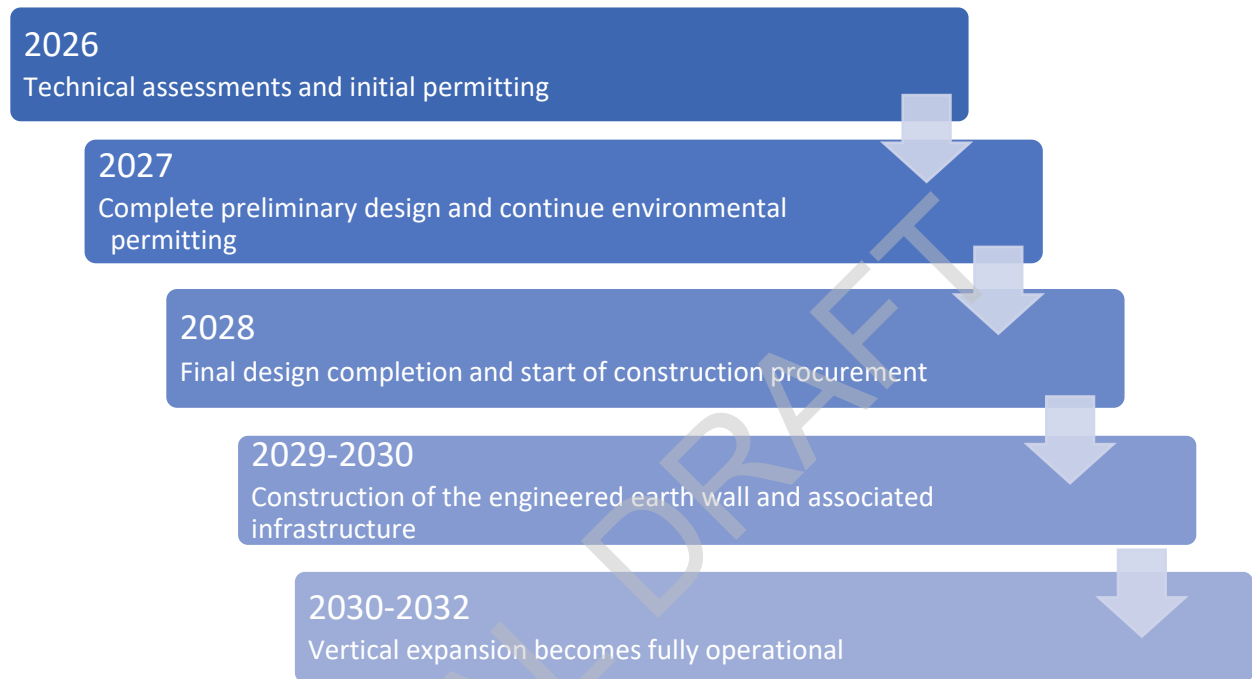 2026
Technical assessments and initial permitting
2027
Complete preliminary design and continue environmental
permitting
2028
Final design completion and start of construction procurement
2029-2030
Construction of the engineered earth wall and associated
infrastructure
2030-2032
Vertical expansion becomes fully operational
L DRAFT